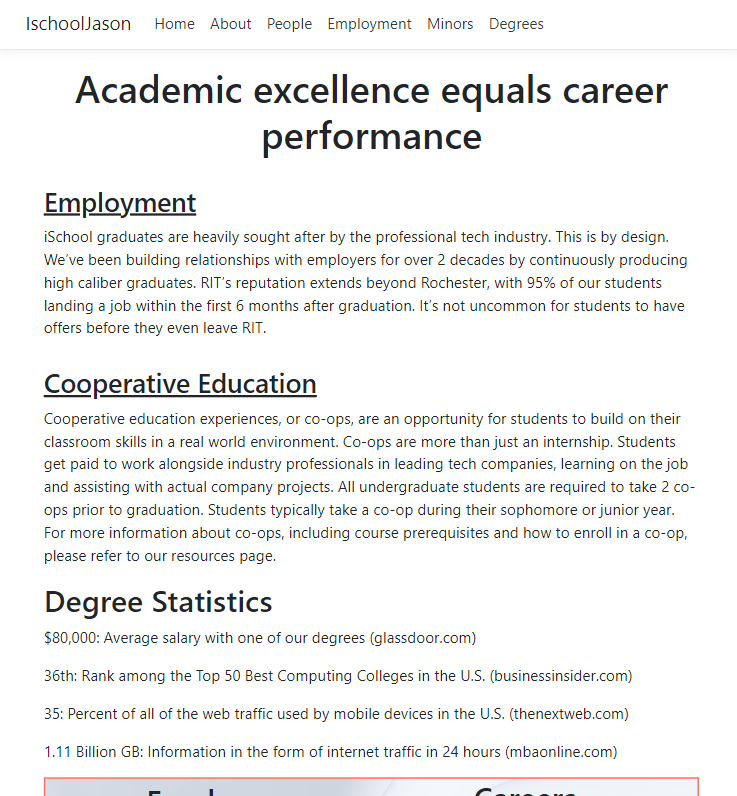 IschoolJason Home About People Employment Minors Degrees
Academic excellence equals career
performance
Employment
iSchool graduates are heavily sought after by the professional tech industry. This is by design.
We've been building relationships with employers for over 2 decades by continuously producing
high caliber graduates. RIT's reputation extends beyond Rochester, with 95% of our students
landing a job within the first 6 months after graduation. It's not uncommon for students to have
offers before they even leave RIT.
Cooperative Education
Cooperative education experiences, or co-ops, are an opportunity for students to build on their
classroom skills in a real world environment. Co-ops are more than just an internship. Students
get paid to work alongside industry professionals in leading tech companies, learning on the job
and assisting with actual company projects. All undergraduate students are required to take 2 co-
ops prior to graduation. Students typically take a co-op during their sophomore or junior year.
For more information about co-ops, including course prerequisites and how to enroll in a co-op,
please refer to our resources page.
Degree Statistics
$80,000: Average salary with one of our degrees (glassdoor.com)
36th: Rank among the Top 50 Best Computing Colleges in the U.S. (businessinsider.com)
35: Percent of all of the web traffic used by mobile devices in the U.S. (thenextweb.com)
1.11 Billion GB: Information in the form of internet traffic in 24 hours (mbaonline.com)
Careers